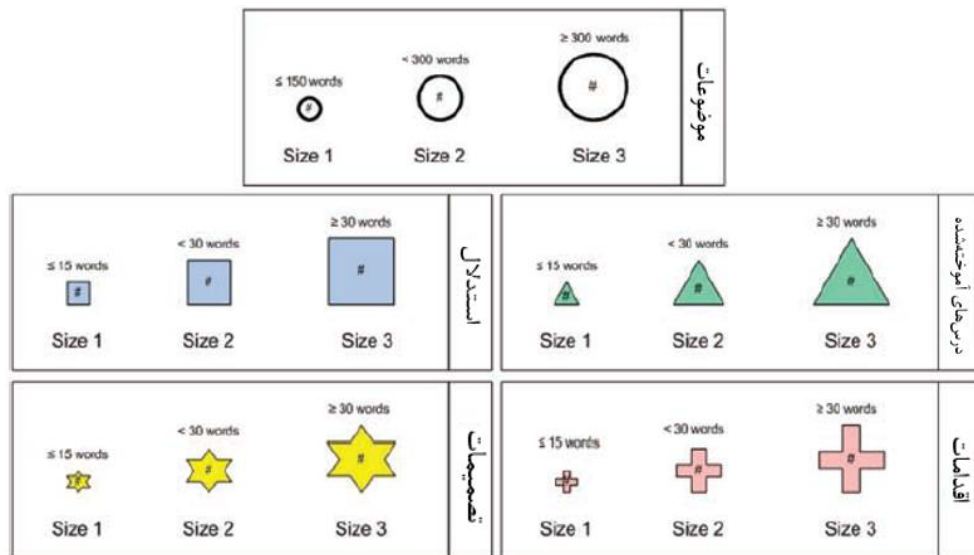 ≥ 300 words
< 300 words
≤ 150 words
#
#
#
Size 1
Size 2
Size 3
موضوعات
≥ 30 words
< 30 words
≤ 15 words
#
#
#
Size 1
Size 2
Size 3
استدلال
≥ 30 words
< 30 words
≤ 15 words
#
#
#
Size 1
Size 2
Size 3
درس‌های آموخته‌شده
≥ 30 words
< 30 words
≤ 15 words
#
#
#
Size 1
Size 2
Size 3
تصمیمات
≥ 30 words
< 30 words
≤ 15 words
#
#
#
Size 1
Size 2
Size 3
اقدامات